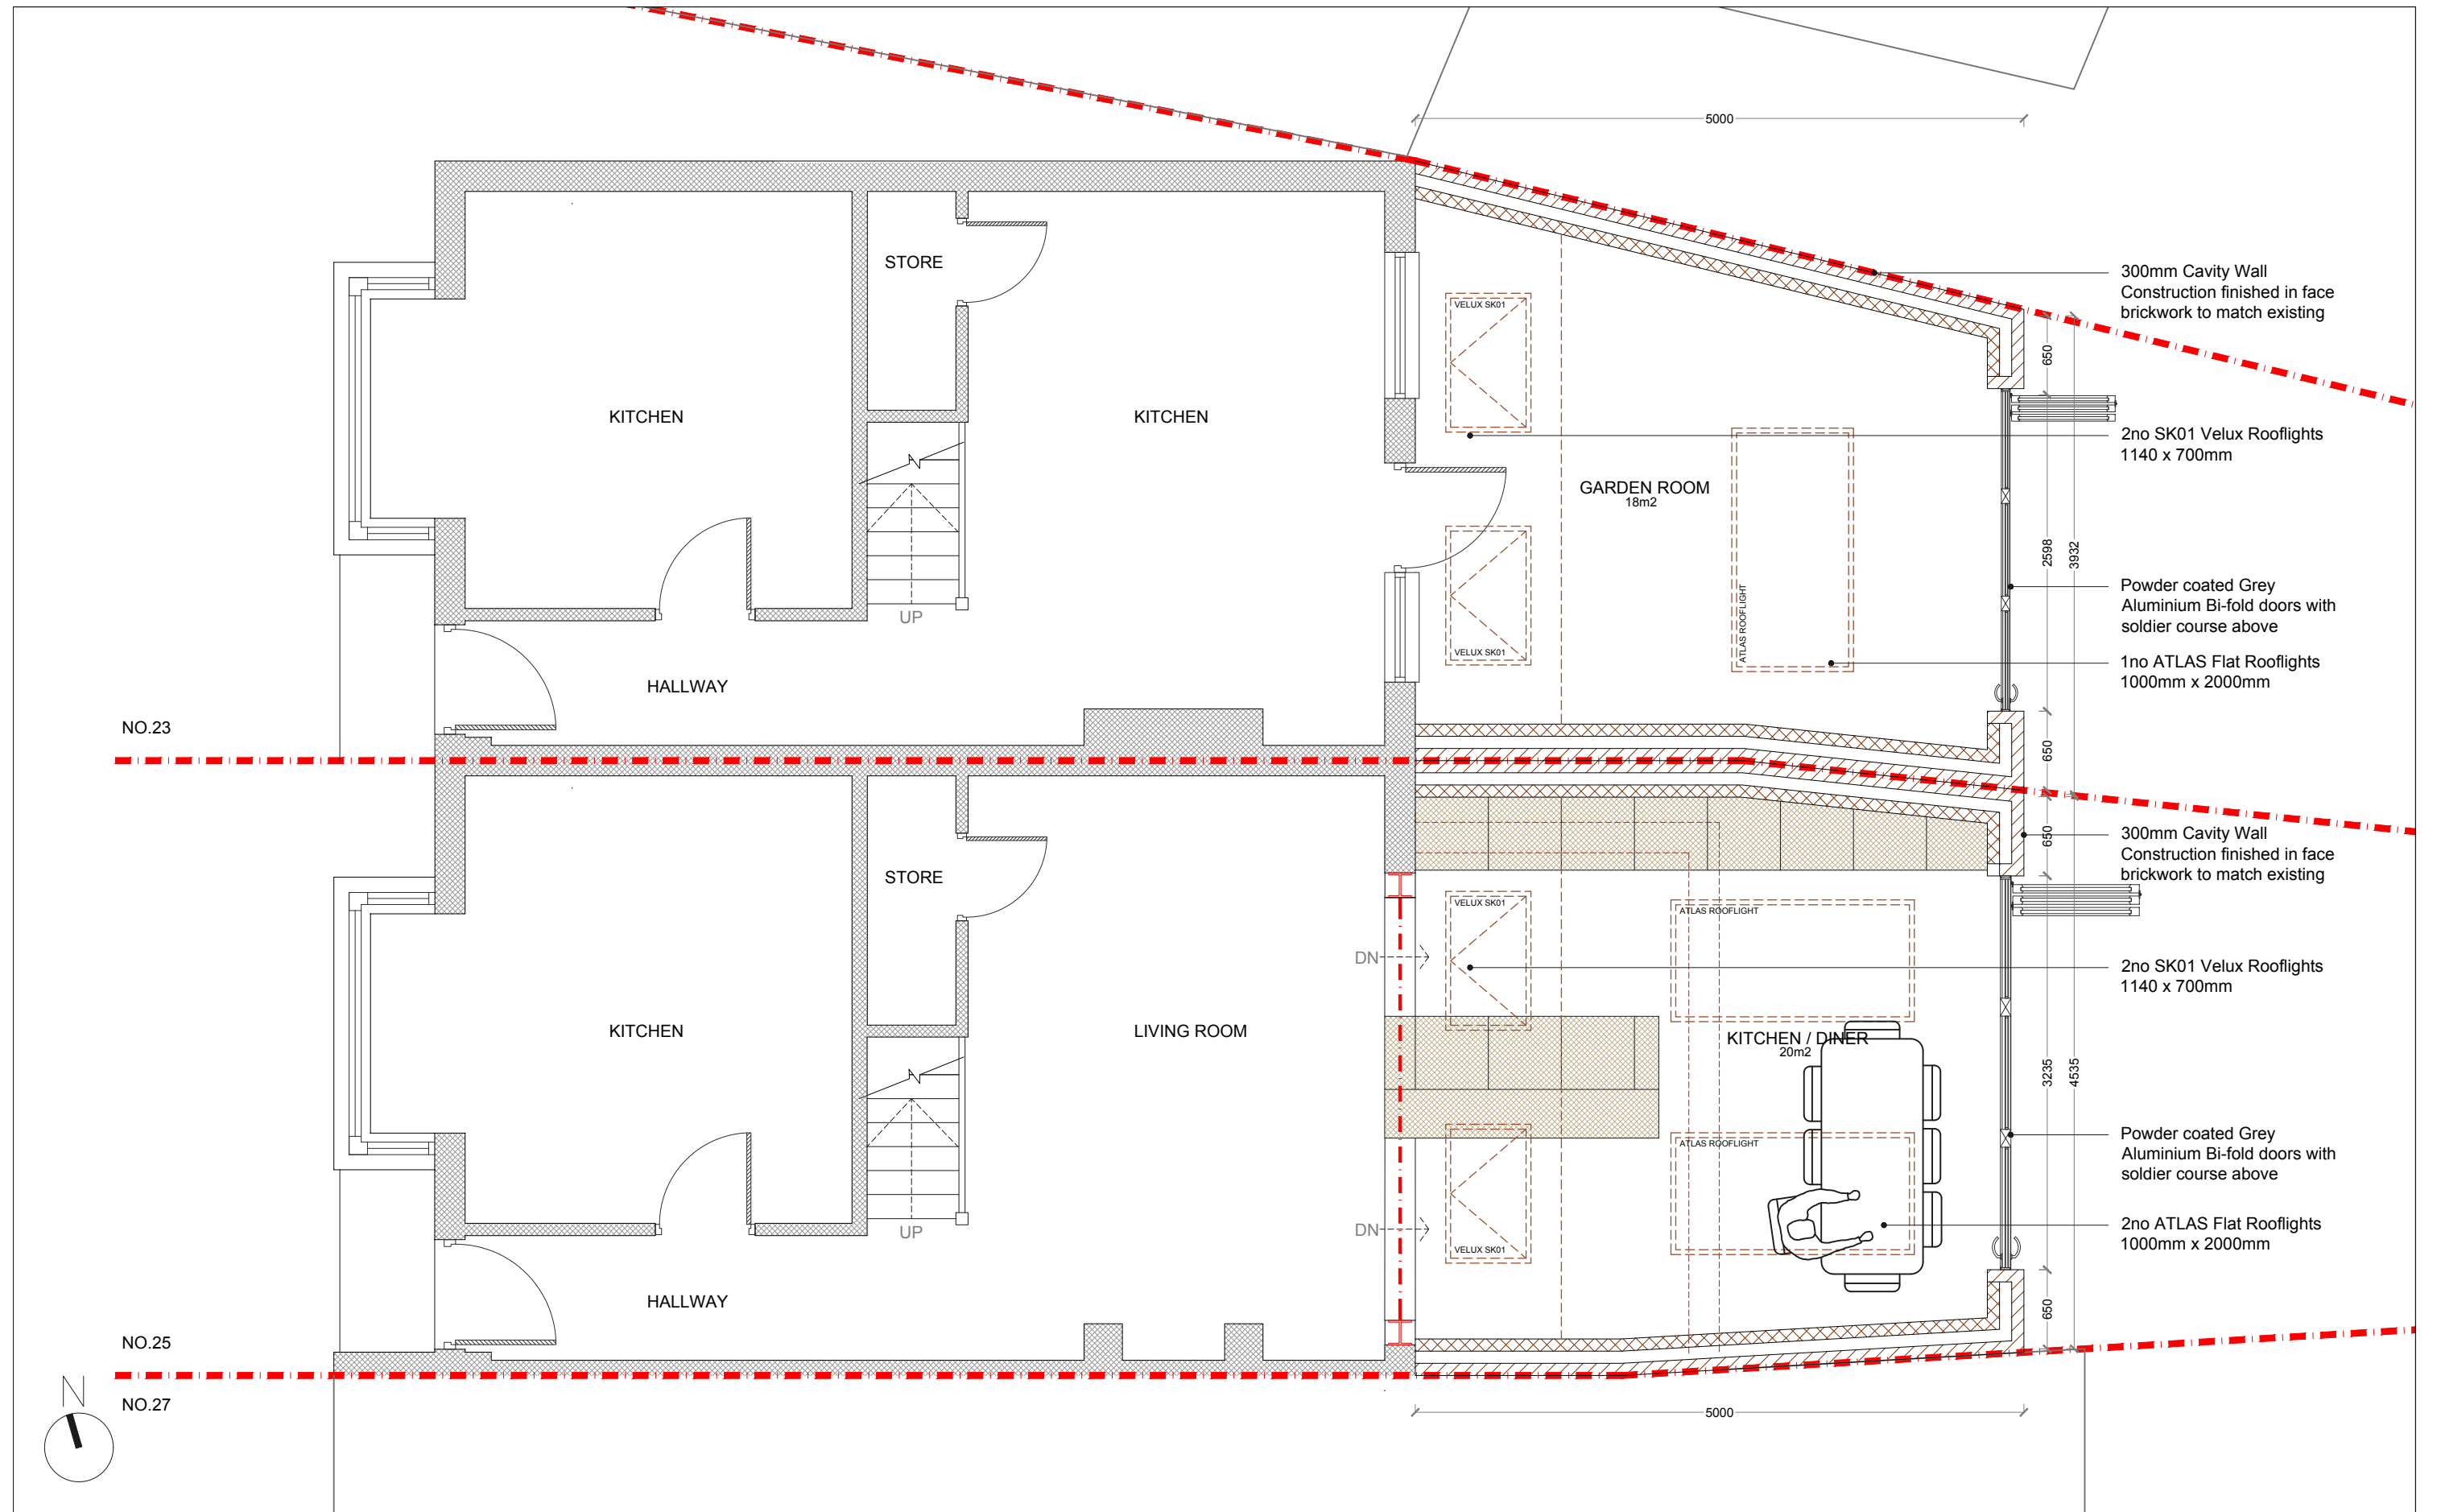 5000
300mm Cavity Wall
Construction finished in face
brickwork to match existing
STORE
VELUX SK01
650
KITCHEN
KITCHEN
2no SK01 Velux Rooflights
1140 x 700mm
GARDEN ROOM
18m2
2598
3932
Powder coated Grey
Aluminium Bi-fold doors with
soldier course above
UP
ATLAS ROOFLIGHT
VELUX SK01
1no ATLAS Flat Rooflights
1000mm x 2000mm
HALLWAY
NO.23
650
650
300mm Cavity Wall
Construction finished in face
brickwork to match existing
STORE
VELUX SK01
ATLAS ROOFLIGHT
DN
2no SK01 Velux Rooflights
1140 x 700mm
KITCHEN
LIVING ROOM
KITCHEN / DINER
20m2
3235
4535
Powder coated Grey
Aluminium Bi-fold doors with
soldier course above
ATLAS ROOFLIGHT
UP
DN
VELUX SK01
2no ATLAS Flat Rooflights
1000mm x 2000mm
HALLWAY
650
NO.25
N
NO.27
5000